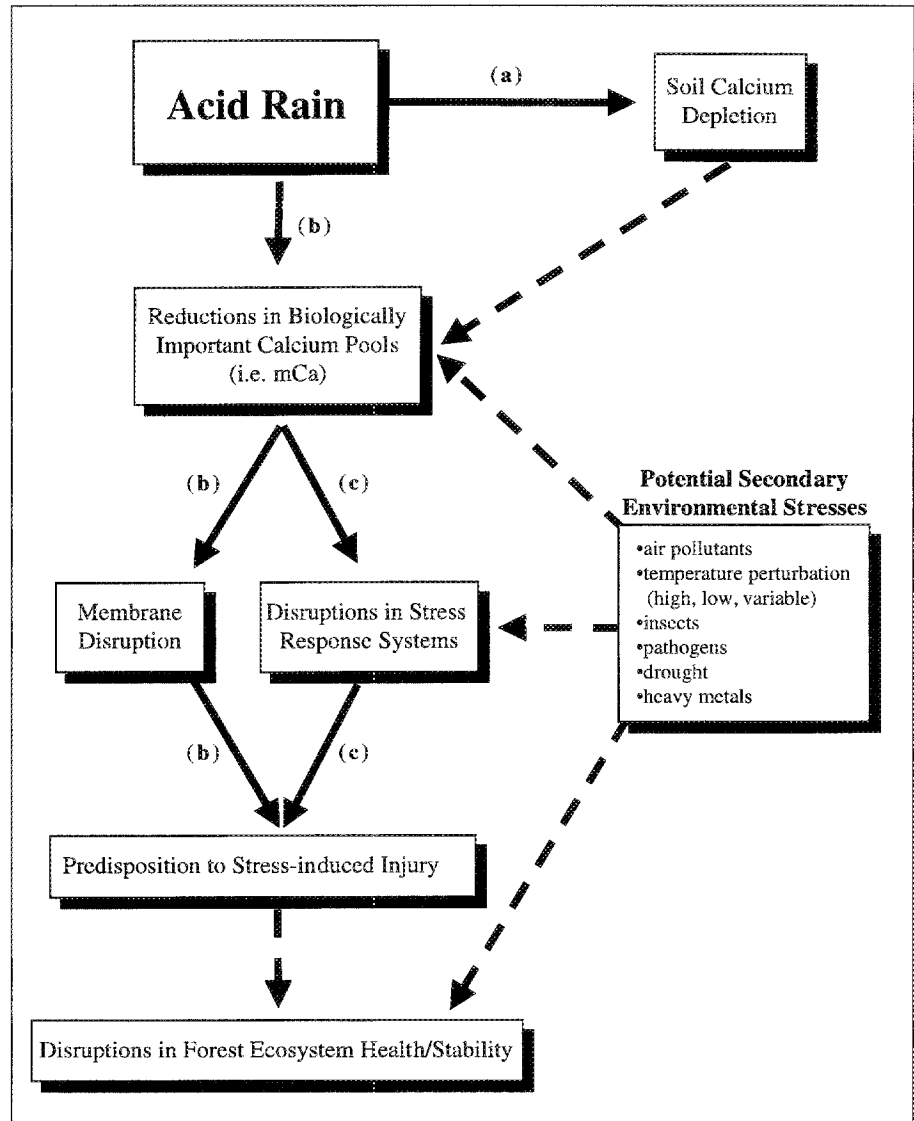 Acid Rain
(a)
Soil Calcium
Depletion
(b)
Reductions in Biologically
Important Calcium Pools
(i.e. mCa)
(b)
(c)
Potential Secondary
Environmental Stresses
•air pollutants
•temperature perturbation
(high, low, variable)
•insects
•pathogens
•drought
•heavy metals
Membrane
Disruption
Disruptions in Stress
Response Systems
(b)
(c)
Predisposition to Stress-induced Injury
Disruptions in Forest Ecosystem Health/Stability